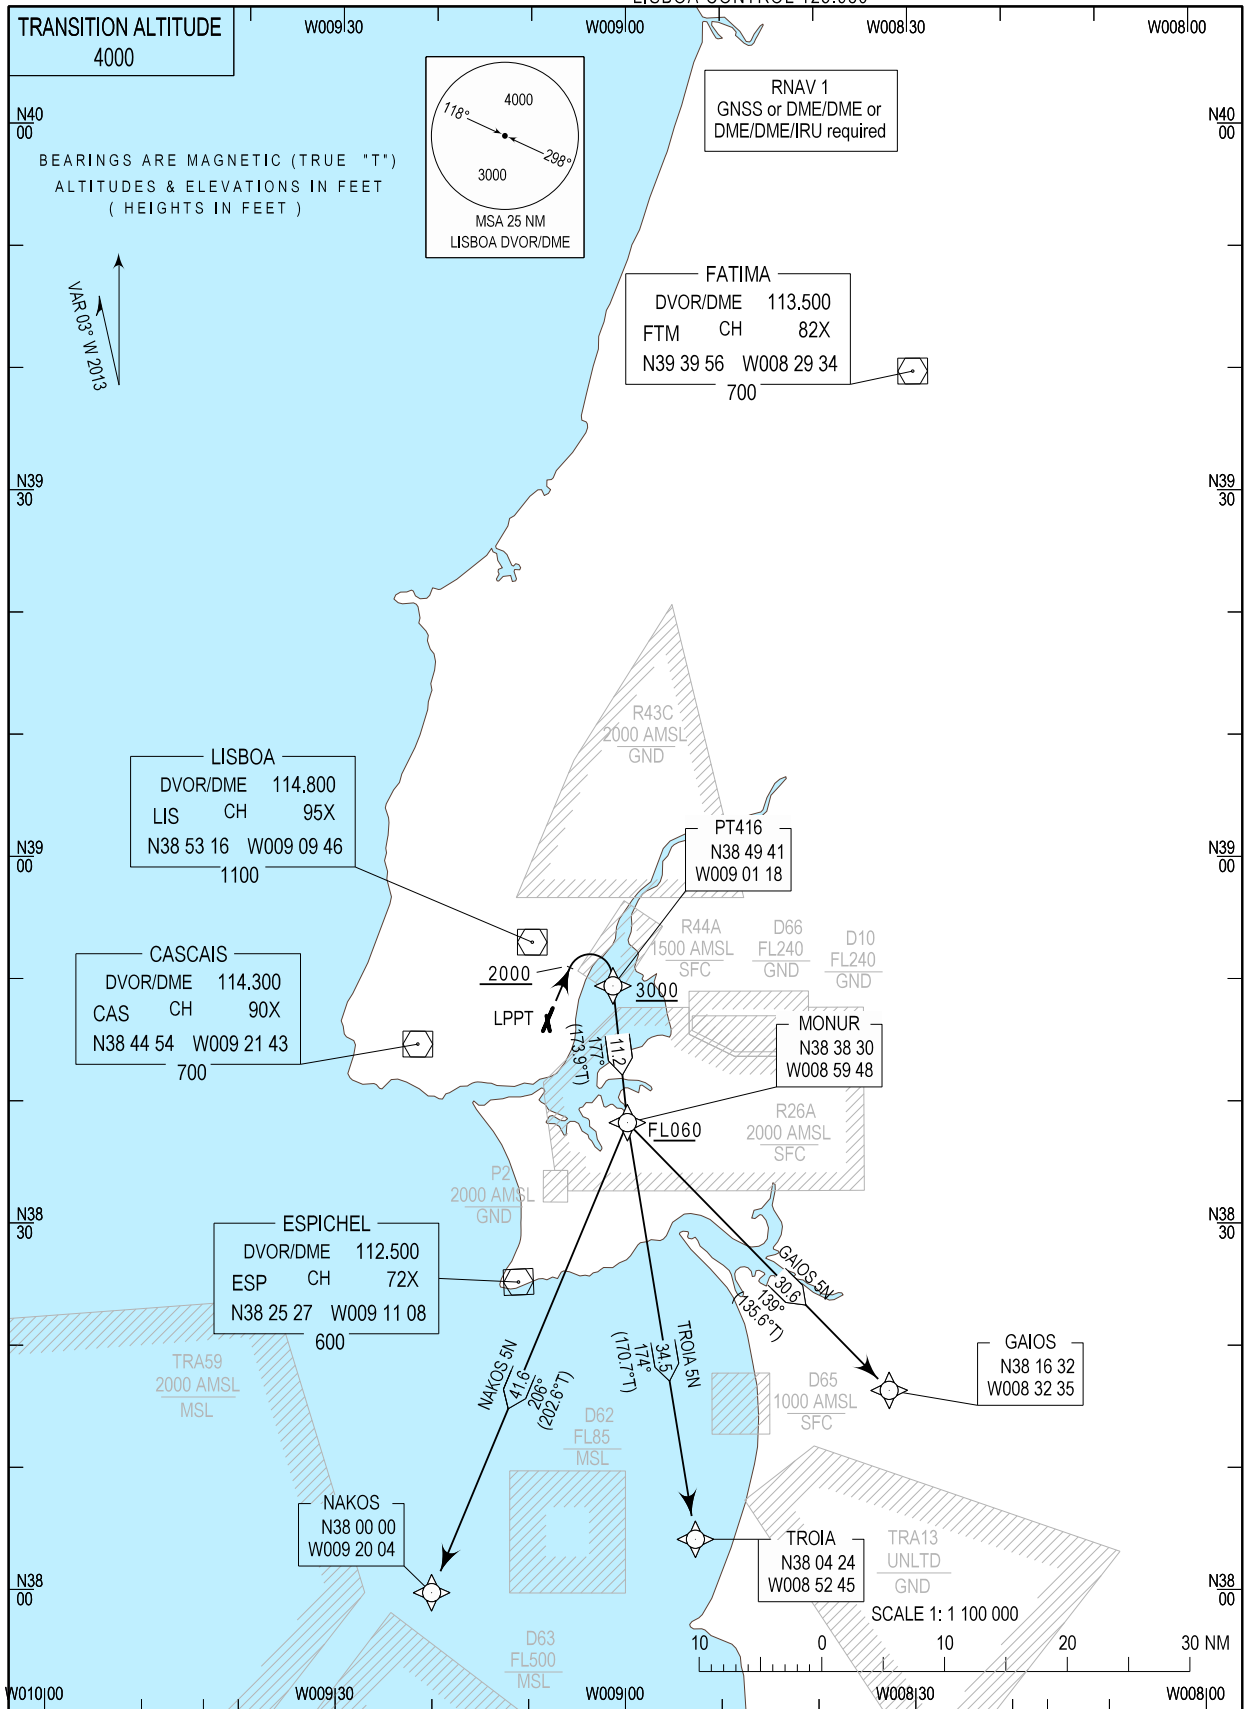 TRANSITION ALTITUDE
4000
W009 30
W009 00
W008 30
W008 00
118°
4000
298°
3000
MSA 25 NM
LISBOA DVOR/DME
RNAV 1
GNSS or DME/DME or
DME/DME/IRU required
N40
00
N40
00
BEARINGS ARE MAGNETIC (TRUE "T")
ALTITUDES & ELEVATIONS IN FEET
( HEIGHTS IN FEET )
VAR 03° W 2013
FATIMA
DVOR/DME 113.500
FTM CH 82X
N39 39 56 W008 29 34
700
N39
30
N39
30
R43C
2000 AMSL
GND
LISBOA
DVOR/DME 114.800
LIS CH 95X
N38 53 16 W009 09 46
1100
PT416
N38 49 41
W009 01 18
N39
00
N39
00
CASCAIS
DVOR/DME 114.300
CAS CH 90X
N38 44 54 W009 21 43
700
R44A
1500 AMSL
SFC
D66
FL240
GND
D10
FL240
GND
2000
3000
LPPT
MONUR
N38 38 30
W008 59 48
11.2
177°
(173.9°T)
FL060
R26A
2000 AMSL
SFC
P2
2000 AMSL
GND
N38
30
N38
30
ESPICHEL
DVOR/DME 112.500
ESP CH 72X
N38 25 27 W009 11 08
600
GAIOS 5N
30.6
139°
(135.6°T)
TROIA 5N
34.5
174°
(170.7°T)
NAKOS 5N
41.6
206°
(202.6°T)
GAIOS
N38 16 32
W008 32 35
TRA59
2000 AMSL
MSL
D65
1000 AMSL
SFC
D62
FL85
MSL
NAKOS
N38 00 00
W009 20 04
TROIA
N38 04 24
W008 52 45
TRA13
UNLTD
GND
N38
00
N38
00
SCALE 1: 1 100 000
10 0 10 20 30 NM
D63
FL500
MSL
W010 00
W009 30
W009 00
W008 30
W008 00